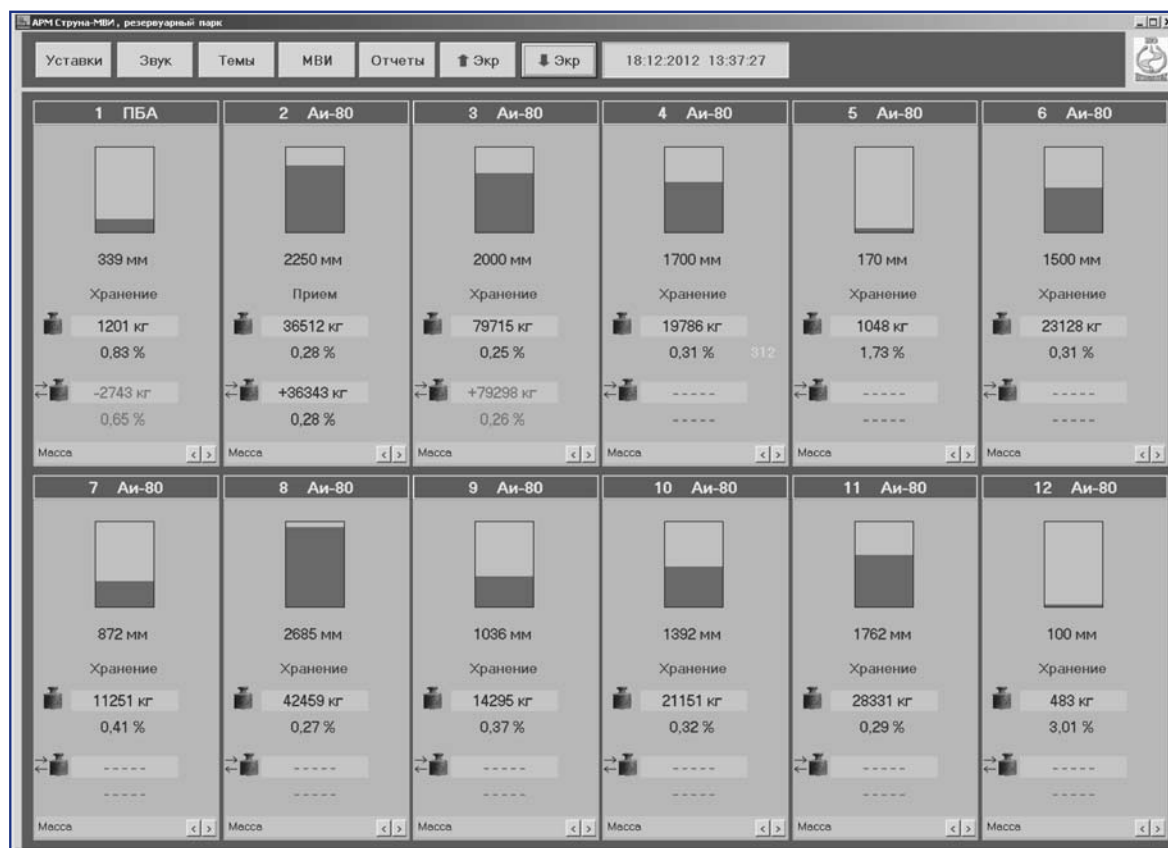 АРМ Струна-МВИ, резервуарный парк
Уставки Звук Темы МВИ Отчеты Экр Экр 18:12:2012 13:37:27
1 ПБА 2 Аи-80 3 Аи-80 4 Аи-80 5 Аи-80 6 Аи-80
339 мм 2250 мм 2000 мм 1700 мм 170 мм 1500 мм
Хранение Прием Хранение Хранение Хранение Хранение
1201 кг 36512 кг 79715 кг 19786 кг 1048 кг 23128 кг
0,83 % 0,28 % 0,25 % 0,31 % 312 1,73 % 0,31 %
-2743 кг +36343 кг +79298 кг ----- ----- -----
0,65 % 0,28 % 0,26 % ----- ----- -----
Масса < > Масса < > Масса < > Масса < > Масса < > Масса < >
7 Аи-80 8 Аи-80 9 Аи-80 10 Аи-80 11 Аи-80 12 Аи-80
872 мм 2685 мм 1036 мм 1392 мм 1762 мм 100 мм
Хранение Хранение Хранение Хранение Хранение Хранение
11251 кг 42459 кг 14295 кг 21151 кг 28331 кг 483 кг
0,41 % 0,27 % 0,37 % 0,32 % 0,29 % 3,01 %
----- ----- ----- ----- ----- -----
----- ----- ----- ----- ----- -----
Масса < > Масса < > Масса < > Масса < > Масса < > Масса < >